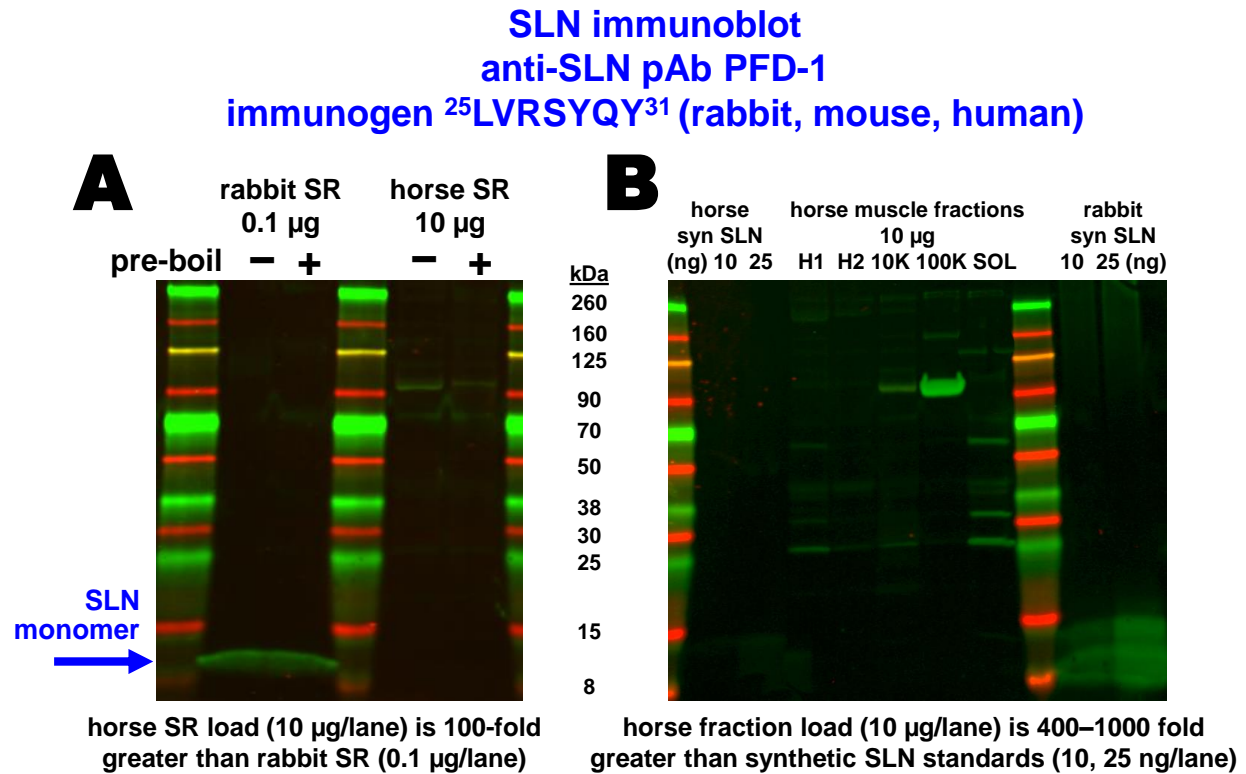 SLN immunoblot
anti-SLN pAb PFD-1
immunogen ²⁵LVRSYQY³¹ (rabbit, mouse, human)
A
rabbit SR
0.1 µg
horse SR
10 µg
pre-boil − + − +
B
horse
syn SLN
(ng) 10 25
horse muscle fractions
10 µg
H1 H2 10K 100K SOL
rabbit
syn SLN
10 25 (ng)
kDa
260
160
125
90
70
50
38
30
25
15
8
SLN
monomer
horse SR load (10 µg/lane) is 100-fold
greater than rabbit SR (0.1 µg/lane)
horse fraction load (10 µg/lane) is 400–1000 fold
greater than synthetic SLN standards (10, 25 ng/lane)